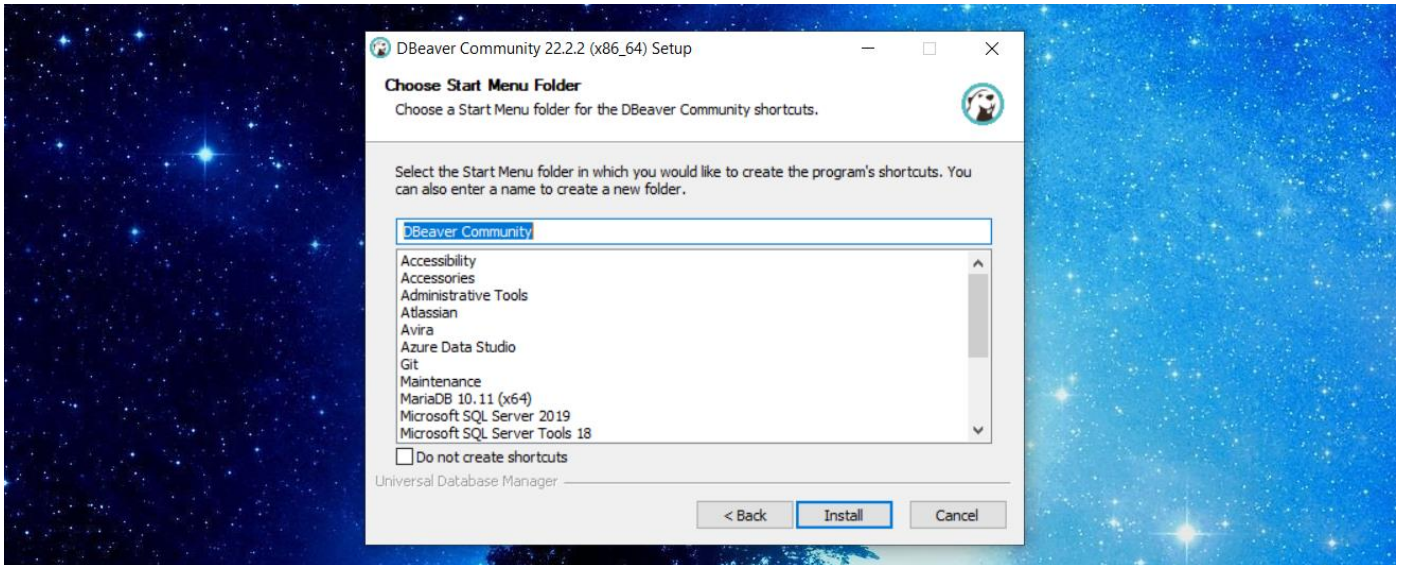 DBeaver Community 22.2.2 (x86_64) Setup
Choose Start Menu Folder
Choose a Start Menu folder for the DBeaver Community shortcuts.
Select the Start Menu folder in which you would like to create the program's shortcuts. You
can also enter a name to create a new folder.
DBeaver Community
Accessibility
Accessories
Administrative Tools
Atlassian
Avira
Azure Data Studio
Git
Maintenance
MariaDB 10.11 (x64)
Microsoft SQL Server 2019
Microsoft SQL Server Tools 18
Do not create shortcuts
Universal Database Manager
< Back Install Cancel